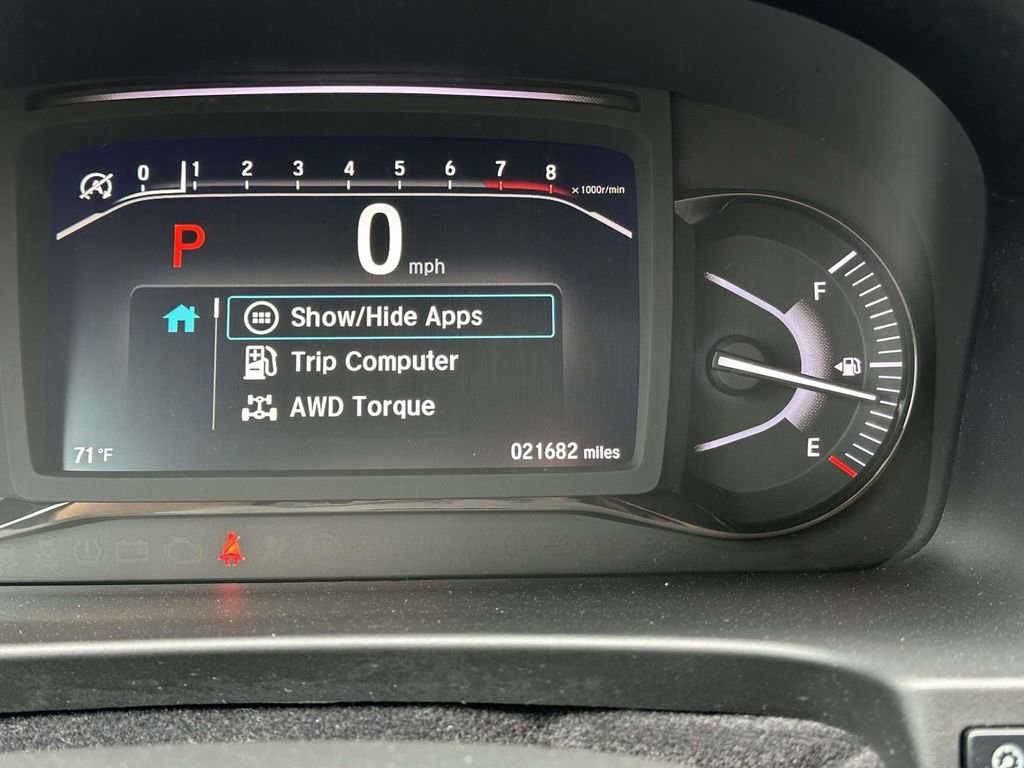 0 1 2 3 4 5 6 7 8 x1000r/min
P 0 mph
F
Show/Hide Apps
Trip Computer
AWD Torque
E
71°F 021682 miles